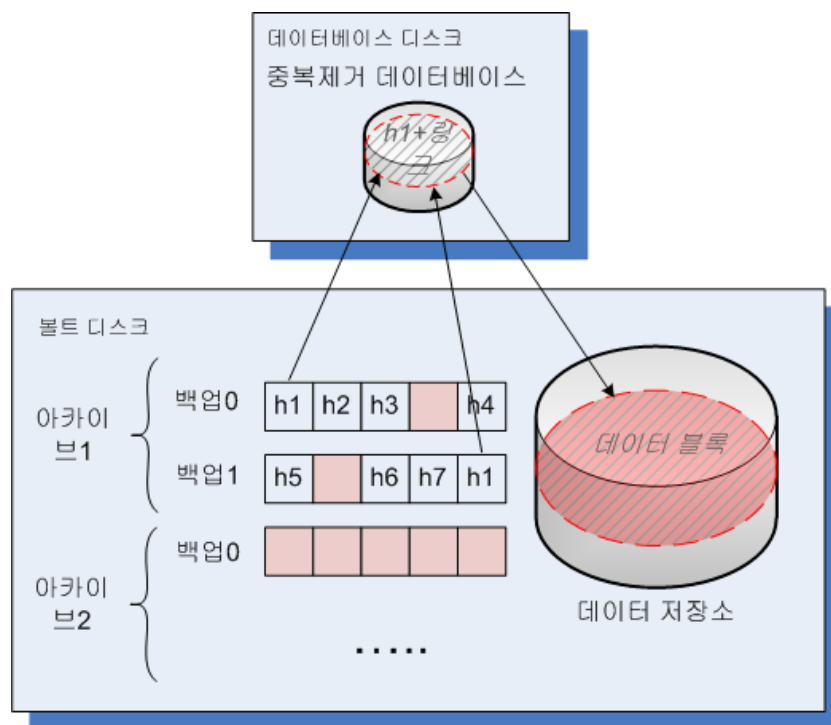 데이터베이스 디스크
중복제거 데이터베이스
h1+링
크
볼트 디스크
아카이
브1
백업0
h1 h2 h3 h4
백업1
h5 h6 h7 h1
데이터 블록
아카이
브2
백업0
데이터 저장소
.....